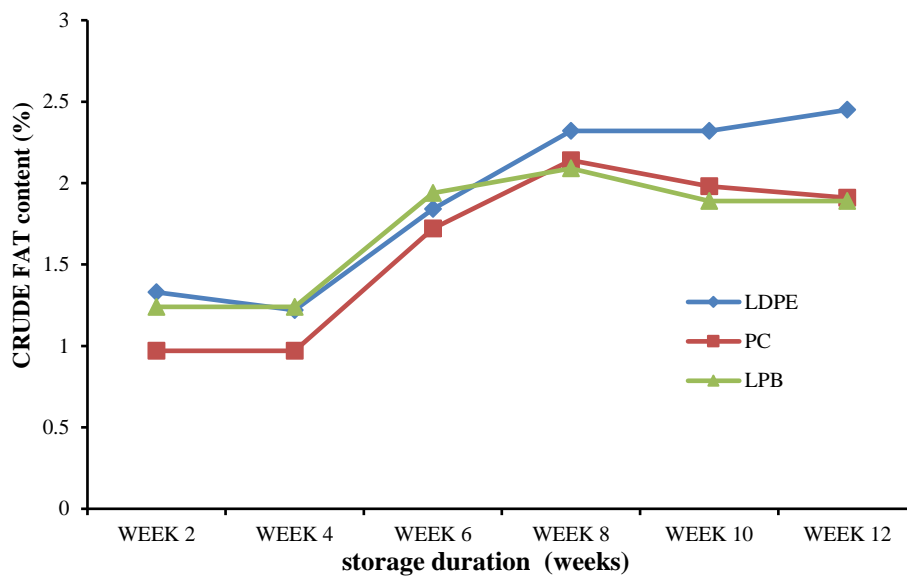 3
2.5
2
1.5
1
0.5
0
CRUDE FAT content (%)
LDPE
PC
LPB
WEEK 2 WEEK 4 WEEK 6 WEEK 8 WEEK 10 WEEK 12
storage duration (weeks)